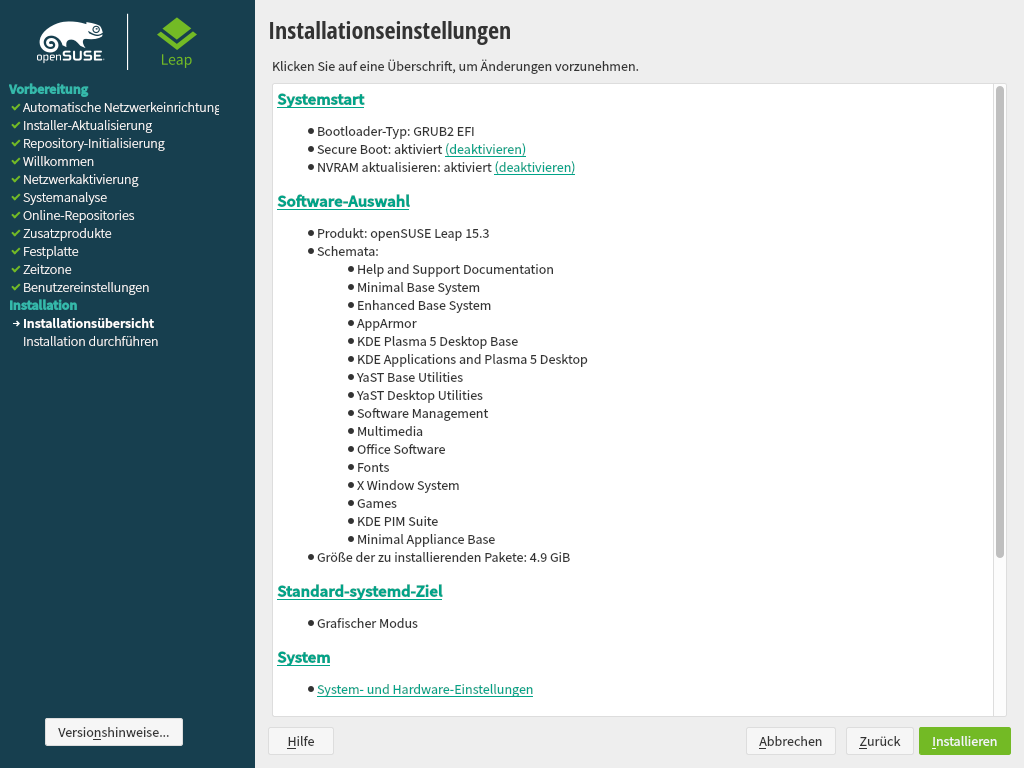 openSUSE
Leap
Vorbereitung
Automatische Netzwerkeinrichtung
Installer-Aktualisierung
Repository-Initialisierung
Willkommen
Netzwerkaktivierung
Systemanalyse
Online-Repositories
Zusatzprodukte
Festplatte
Zeitzone
Benutzereinstellungen
Installation
Installationsübersicht
Installation durchführen
Versionshinweise...
Installationseinstellungen
Klicken Sie auf eine Überschrift, um Änderungen vorzunehmen.
Systemstart
Bootloader-Typ: GRUB2 EFI
Secure Boot: aktiviert (deaktivieren)
NVRAM aktualisieren: aktiviert (deaktivieren)
Software-Auswahl
Produkt: openSUSE Leap 15.3
Schemata:
Help and Support Documentation
Minimal Base System
Enhanced Base System
AppArmor
KDE Plasma 5 Desktop Base
KDE Applications and Plasma 5 Desktop
YaST Base Utilities
YaST Desktop Utilities
Software Management
Multimedia
Office Software
Fonts
X Window System
Games
KDE PIM Suite
Minimal Appliance Base
Größe der zu installierenden Pakete: 4.9 GiB
Standard-systemd-Ziel
Grafischer Modus
System
System- und Hardware-Einstellungen
Hilfe
Abbrechen
Zurück
Installieren